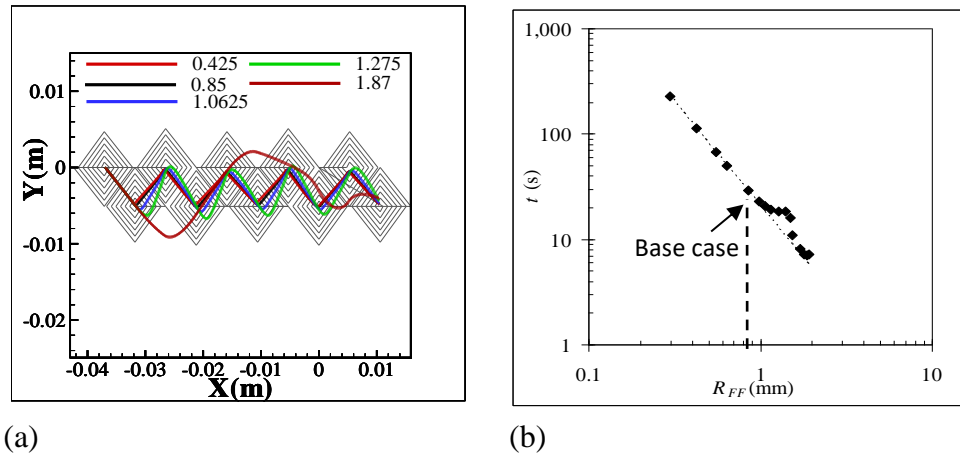 0.425 1.275
0.85 1.87
1.0625
0.01
0
-0.01
-0.02
Y(m)
-0.04 -0.03 -0.02 -0.01 0 0.01
X(m)
(a)
1,000
100
10
1
t (s)
Base case
0.1 1 10
R_FF (mm)
(b)